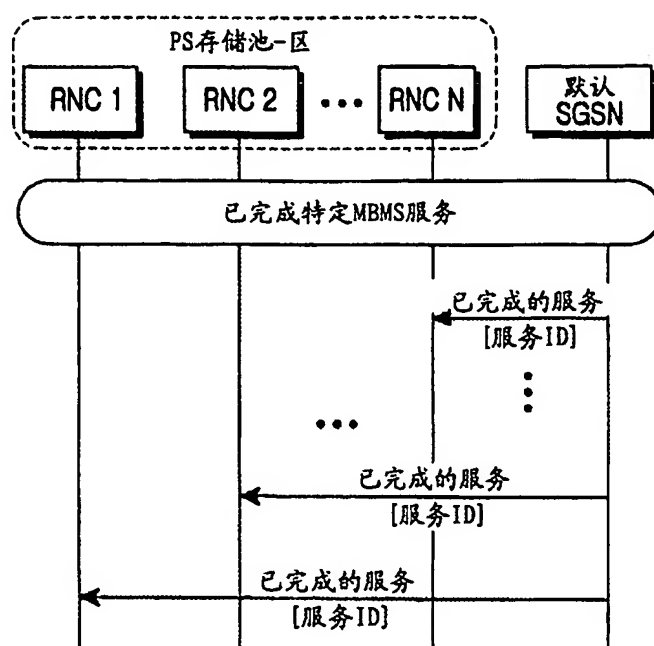 PS存储池-区
RNC 1
RNC 2
RNC N
默认
SGSN
已完成特定MBMS服务
已完成的服务
[服务ID]
已完成的服务
[服务ID]
已完成的服务
[服务ID]